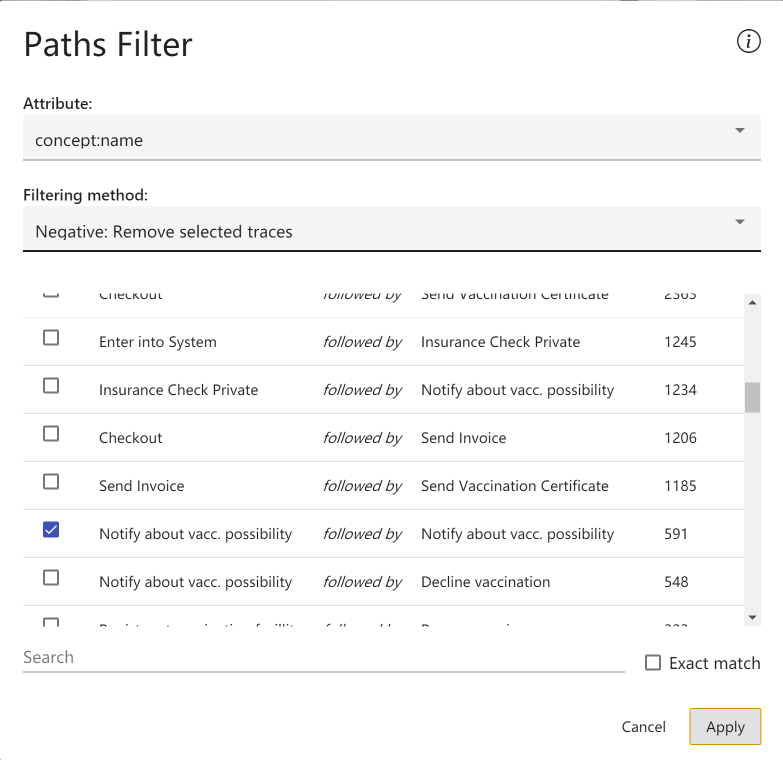 Paths Filter
Attribute:
concept:name
Filtering method:
Negative: Remove selected traces
Checkout followed by Send Vaccination Certificate 2363
Enter into System followed by Insurance Check Private 1245
Insurance Check Private followed by Notify about vacc. possibility 1234
Checkout followed by Send Invoice 1206
Send Invoice followed by Send Vaccination Certificate 1185
Notify about vacc. possibility followed by Notify about vacc. possibility 591
Notify about vacc. possibility followed by Decline vaccination 548
followed by
Search
Exact match
Cancel Apply